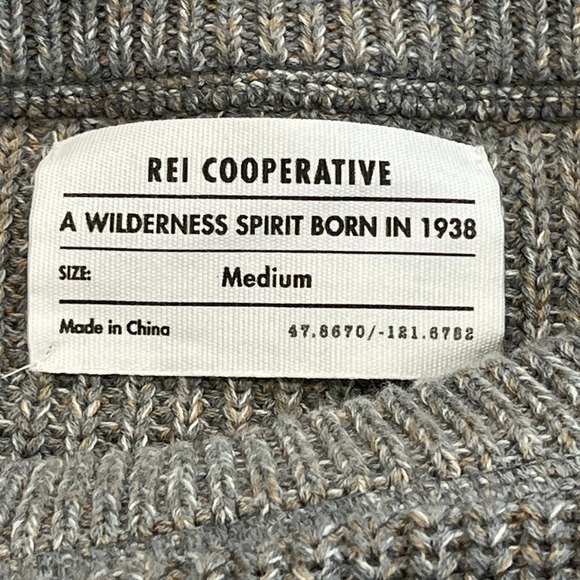 REI COOPERATIVE
A WILDERNESS SPIRIT BORN IN 1938
SIZE: Medium
Made in China 47.8670/-121.6782